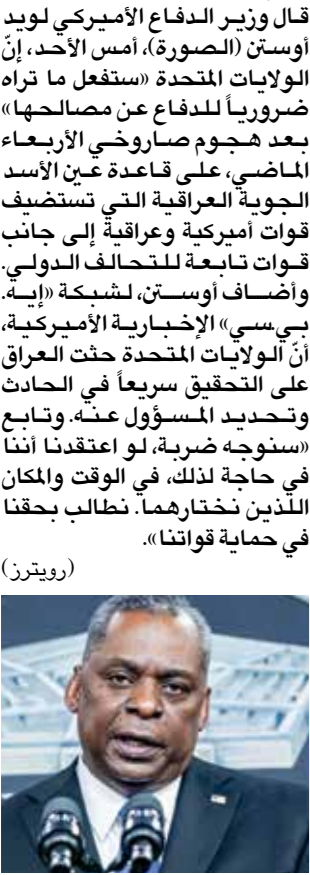 قال وزير الدفاع الأميركي لويد
أوستن (الصورة)، أمس الأحد، إنّ
الولايات المتحدة «ستفعل ما تراه
ضرورياً للدفاع عن مصالحها»
بعد هجوم صاروخي الأربعاء
الماضي، على قاعدة عين الأسد
الجوية العراقية التي تستضيف
قوات أميركية وعراقية إلى جانب
قوات تابعة للتحالف الدولي.
وأضاف أوستن، لشبكة «إيه.
بي.سي» الإخبارية الأميركية،
أنّ الولايات المتحدة حثت العراق
على التحقيق سريعاً في الحادث
وتحديد المسؤول عنه. وتابع
«سنوجه ضربة، لو اعتقدنا أننا
في حاجة لذلك، في الوقت والمكان
اللذين نختارهما. نطالب بحقنا
في حماية قواتنا».
(رويترز)